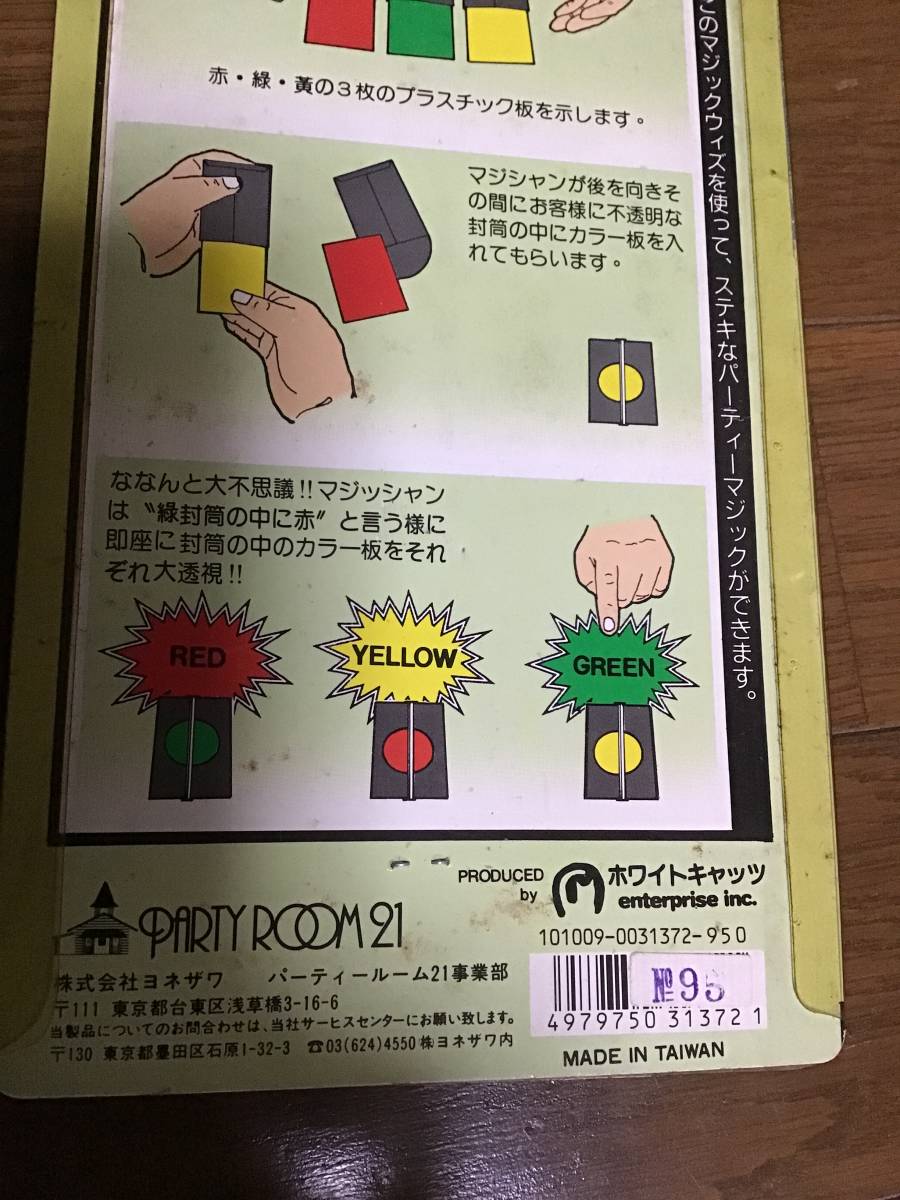 赤・緑・黃の3枚のプラスチック板を示します。
マジシャンが後を向きそ
の間にお客様に不透明な
封筒の中にカラー板を入
れてもらいます。
このマジックウィズを使って、ステキなパーティーマジックができます。
ななんと大不思議!!マジッシャン
は〝緑封筒の中に赤〟と言う様に
即座に封筒の中のカラー板をそれ
ぞれ大透視!!
RED
YELLOW
GREEN
PRODUCED
by
ホワイトキャッツ
enterprise inc.
PARTY ROOM 21
101009-0031372-950
株式会社ヨネザワ パーティールーム21事業部
〒111 東京都台東区浅草橋3-16-6
当製品についてのお問合わせは、当社サービスセンターにお願い致します。
〒130 東京都墨田区石原1-32-3 ☎03(624)4550 株ヨネザワ内
4979750 313721
MADE IN TAIWAN